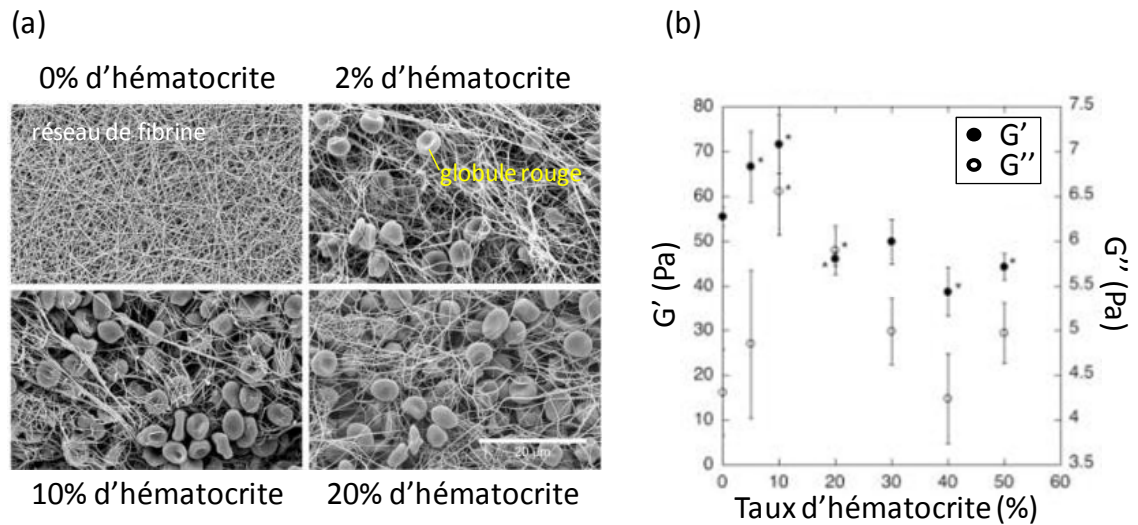 (a)
0% d’hématocrite
2% d’hématocrite
réseau de fibrine
globule rouge
20 µm
10% d’hématocrite
20% d’hématocrite
(b)
G’ (Pa)
80
70
60
50
40
30
20
10
0
G’
G’’
7.5
7
6.5
6
5.5
5
4.5
4
3.5
G’’ (Pa)
0 10 20 30 40 50 60
Taux d’hématocrite (%)